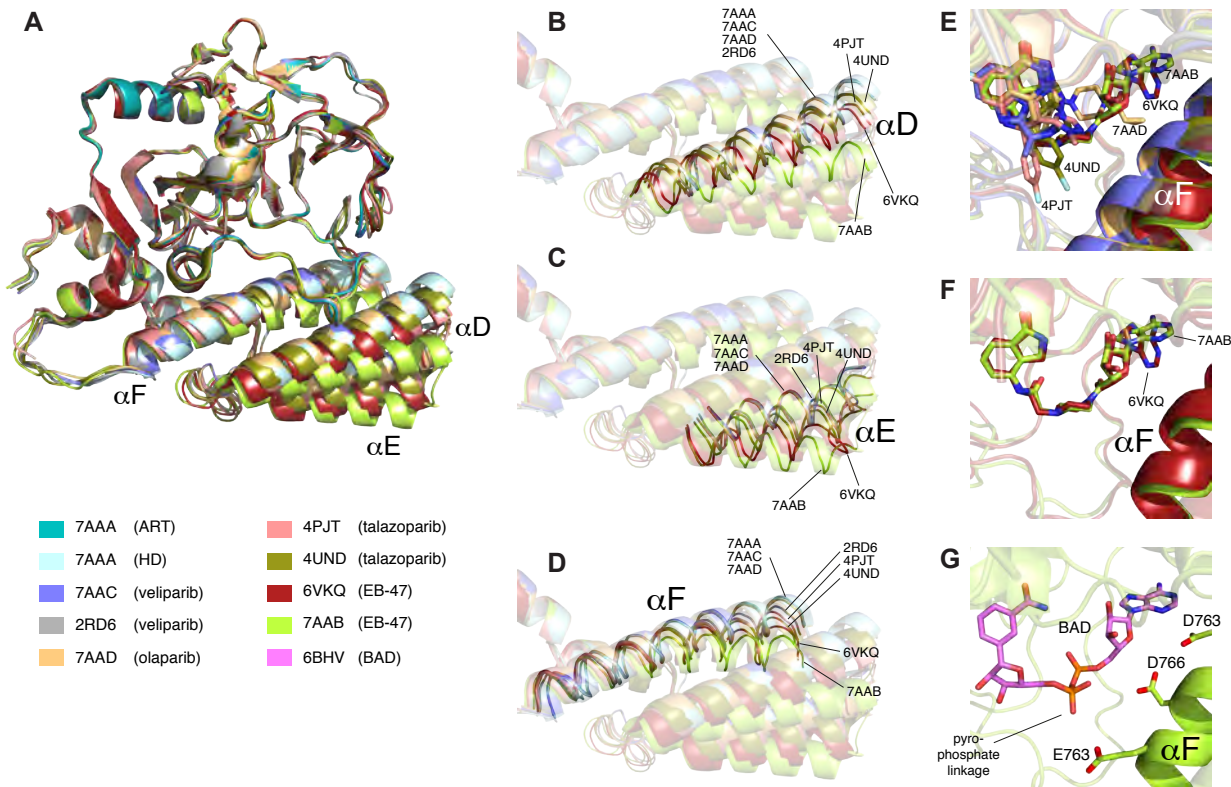 A
αF
αD
αE
7AAA (ART)
7AAA (HD)
7AAC (veliparib)
2RD6 (veliparib)
7AAD (olaparib)
4PJT (talazoparib)
4UND (talazoparib)
6VKQ (EB-47)
7AAB (EB-47)
6BHV (BAD)
B
7AAA
7AAC
7AAD
2RD6
4PJT
4UND
αD
6VKQ
7AAB
C
7AAA
7AAC
7AAD
2RD6
4PJT
4UND
αE
6VKQ
7AAB
D
7AAA
7AAC
7AAD
2RD6
4PJT
4UND
αF
6VKQ
7AAB
E
7AAB
6VKQ
7AAD
4UND
4PJT
αF
F
7AAB
6VKQ
αF
G
BAD
D763
D766
pyro-
phosphate
linkage
E763
αF